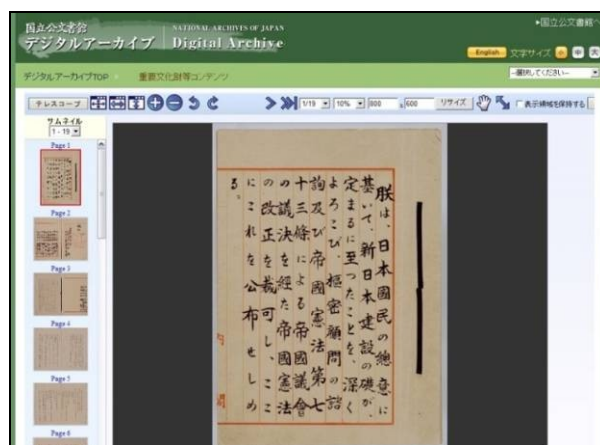 国立公文書館
デジタルアーカイブ
NATIONAL ARCHIVES OF JAPAN
Digital Archive
▸国立公文書館へ
English 文字サイズ 小 中 大
デジタルアーカイブTOP
重要文化財等コンテンツ
--選択してください--
テレスコープ
1/19
10%
800
x 600
リサイズ
表示領域を保持する
サムネイル
1 - 19
Page 1
Page 2
Page 3
Page 4
Page 5
Page 6
朕は、日本國民の總意に
基いて、新日本建設の礎が、
定まるに至つたことを、深く
よろこび、樞密顧問の諮
詢及び帝國憲法第七
十三條による帝國議會
の議決を経た帝國憲法
の改正を裁可し、ここ
にこれを公布せしめ
る。
内
閣